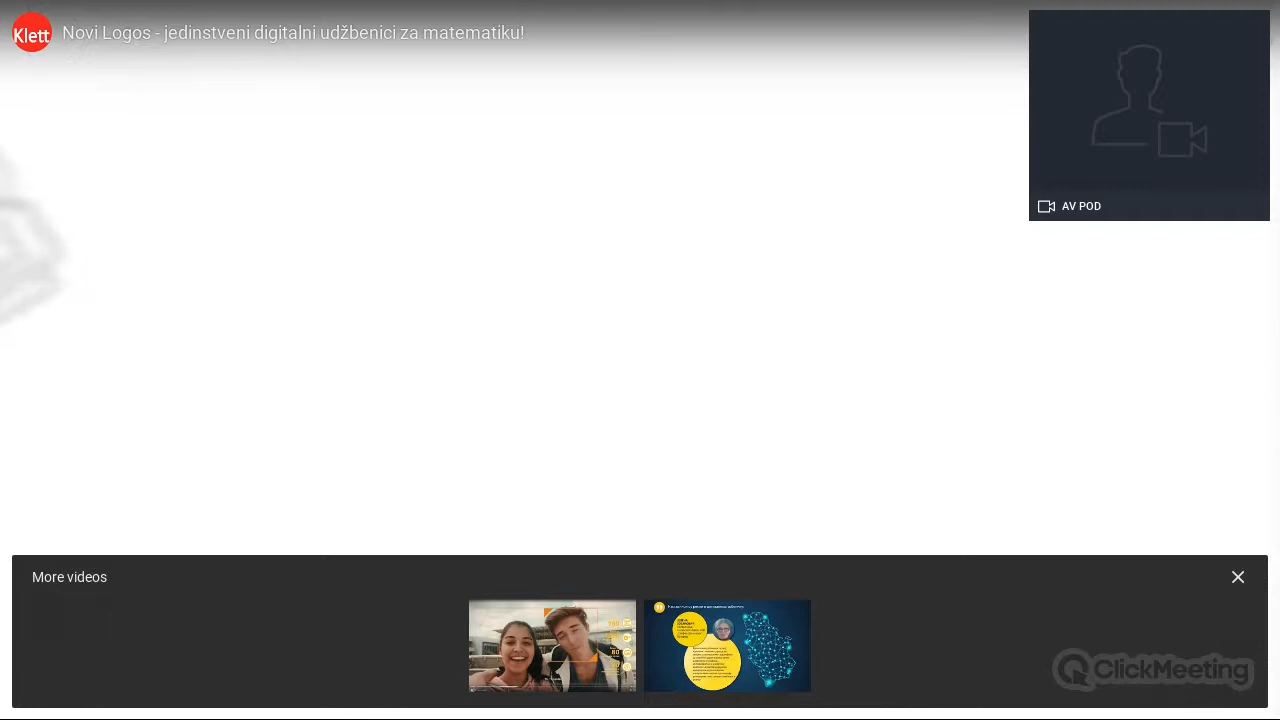 Klett
Novi Logos - jedinstveni digitalni udžbenici za matematiku!
AV POD
More videos
ClickMeeting